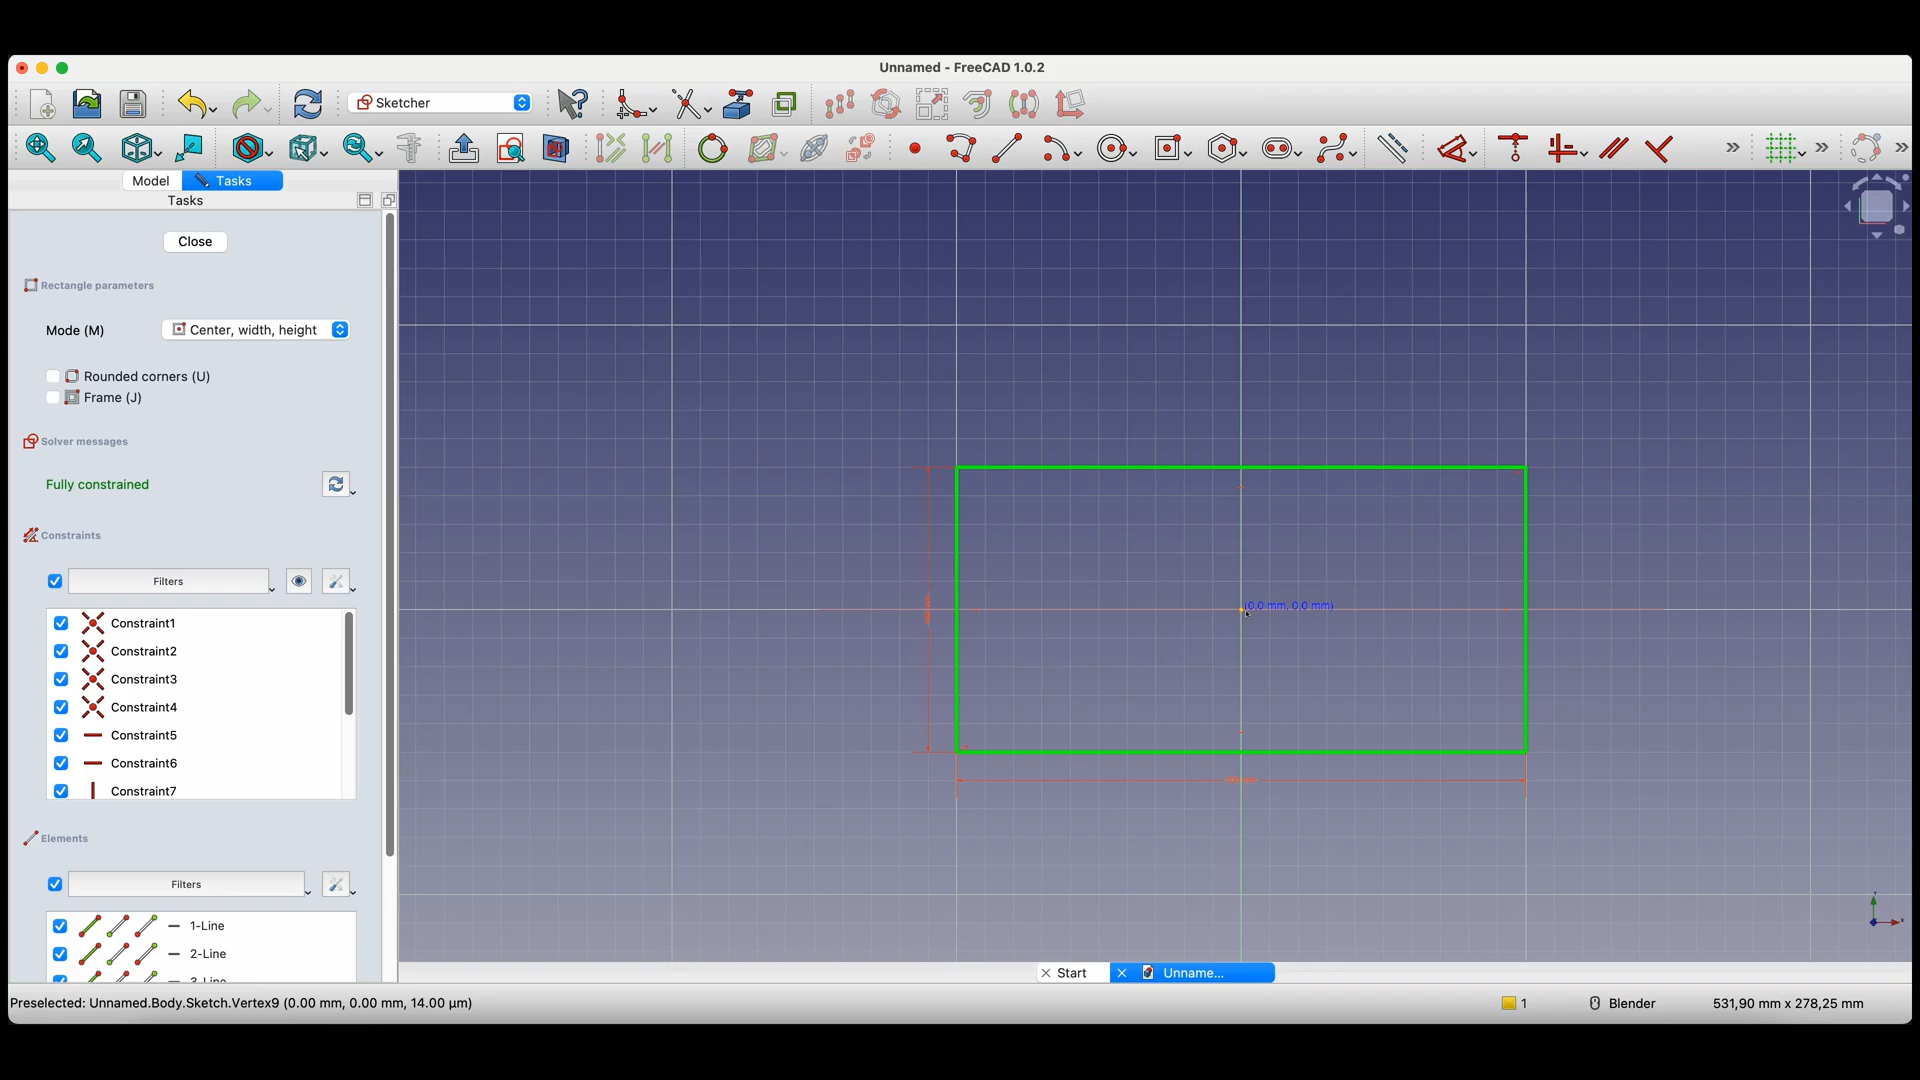 Unnamed - FreeCAD 1.0.2
Sketcher
Model
Tasks
Tasks
Close
Rectangle parameters
Mode (M)
Center, width, height
Rounded corners (U)
Frame (J)
Solver messages
Fully constrained
Constraints
Filters
Constraint1
Constraint2
Constraint3
Constraint4
Constraint5
Constraint6
Constraint7
Elements
Filters
1-Line
2-Line
3-Line
(0,0 mm, 0,0 mm)
Start
Unname...
Preselected: Unnamed.Body.Sketch.Vertex9 (0.00 mm, 0.00 mm, 14.00 µm)
1
Blender
531,90 mm x 278,25 mm